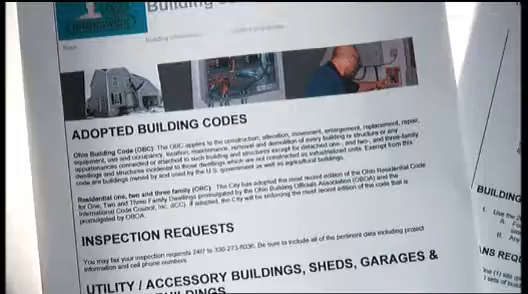 Building
ADOPTED BUILDING CODES
Ohio Building Code (OBC) The OBC applies to the construction, alteration, movement, enlargement, replacement, repair,
equipment, use and occupancy, location, maintenance, removal and demolition of every building or structure or any
appurtenances connected or attached to such building and structures except for detached one-, and two-, and three-family
dwellings and structures incidental to those dwellings which are not constructed as industrialized units. Exempt from this
code are buildings owned by and used by the U.S. government as well as agricultural buildings.
Residential one, two and three family (ORC) The City has adopted the most recent edition of the Ohio Residential Code
for One, Two and Three Family Dwellings promulgated by the Ohio Building Officials Association (OBOA) and the
International Code Council, Inc. (ICC). If adopted, the City will be enforcing the most recent edition of the code that is
promulgated by OBOA.
INSPECTION REQUESTS
You may fax your inspection requests 24/7 to 330-273-8036. Be sure to include all of the pertinent data including project
information and cell phone numbers
UTILITY / ACCESSORY BUILDINGS, SHEDS, GARAGES &
BUILDINGS
BUILDING
1. Use the
A.
B.